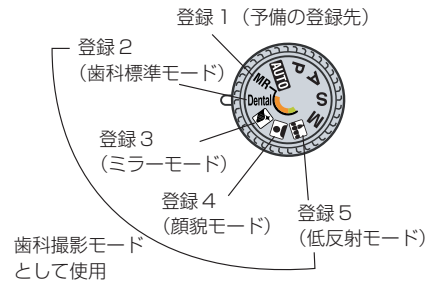 登録1（予備の登録先）
登録2
（歯科標準モード）
AUTO
P
A
S
M
MR
Dental
登録3
（ミラーモード）
登録4
（顔貌モード）
登録5
（低反射モード）
歯科撮影モード
として使用